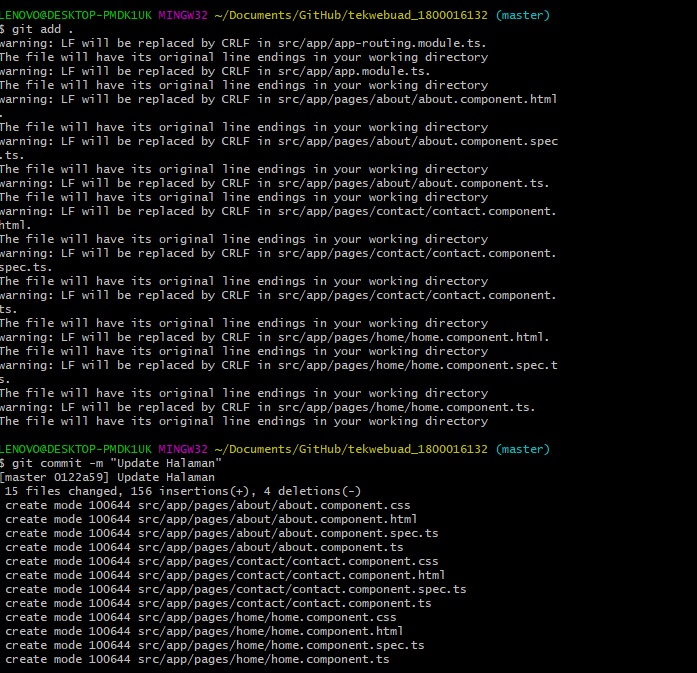 LENOVO@DESKTOP-PMDK1UK MINGW32 ~/Documents/GitHub/tekwebuad_1800016132 (master)
$ git add .
warning: LF will be replaced by CRLF in src/app/app-routing.module.ts.
The file will have its original line endings in your working directory
warning: LF will be replaced by CRLF in src/app/app.module.ts.
The file will have its original line endings in your working directory
warning: LF will be replaced by CRLF in src/app/pages/about/about.component.html
.
The file will have its original line endings in your working directory
warning: LF will be replaced by CRLF in src/app/pages/about/about.component.spec
.ts.
The file will have its original line endings in your working directory
warning: LF will be replaced by CRLF in src/app/pages/about/about.component.ts.
The file will have its original line endings in your working directory
warning: LF will be replaced by CRLF in src/app/pages/contact/contact.component.
html.
The file will have its original line endings in your working directory
warning: LF will be replaced by CRLF in src/app/pages/contact/contact.component.
spec.ts.
The file will have its original line endings in your working directory
warning: LF will be replaced by CRLF in src/app/pages/contact/contact.component.
ts.
The file will have its original line endings in your working directory
warning: LF will be replaced by CRLF in src/app/pages/home/home.component.html.
The file will have its original line endings in your working directory
warning: LF will be replaced by CRLF in src/app/pages/home/home.component.spec.t
s.
The file will have its original line endings in your working directory
warning: LF will be replaced by CRLF in src/app/pages/home/home.component.ts.
The file will have its original line endings in your working directory
LENOVO@DESKTOP-PMDK1UK MINGW32 ~/Documents/GitHub/tekwebuad_1800016132 (master)
$ git commit -m "Update Halaman"
[master 0122a59] Update Halaman
15 files changed, 156 insertions(+), 4 deletions(-)
create mode 100644 src/app/pages/about/about.component.css
create mode 100644 src/app/pages/about/about.component.html
create mode 100644 src/app/pages/about/about.component.spec.ts
create mode 100644 src/app/pages/about/about.component.ts
create mode 100644 src/app/pages/contact/contact.component.css
create mode 100644 src/app/pages/contact/contact.component.html
create mode 100644 src/app/pages/contact/contact.component.spec.ts
create mode 100644 src/app/pages/contact/contact.component.ts
create mode 100644 src/app/pages/home/home.component.css
create mode 100644 src/app/pages/home/home.component.html
create mode 100644 src/app/pages/home/home.component.spec.ts
create mode 100644 src/app/pages/home/home.component.ts